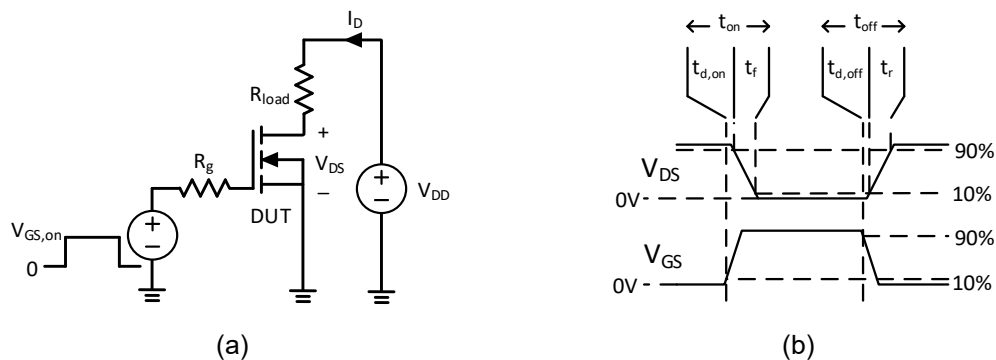 I_D
R_load
+
R_g
V_DS
+
−
V_DD
−
DUT
V_GS,on
+
−
0
(a)
t_on
t_off
t_d,on
t_f
t_d,off
t_r
90%
V_DS
10%
0V
90%
V_GS
0V
10%
(b)